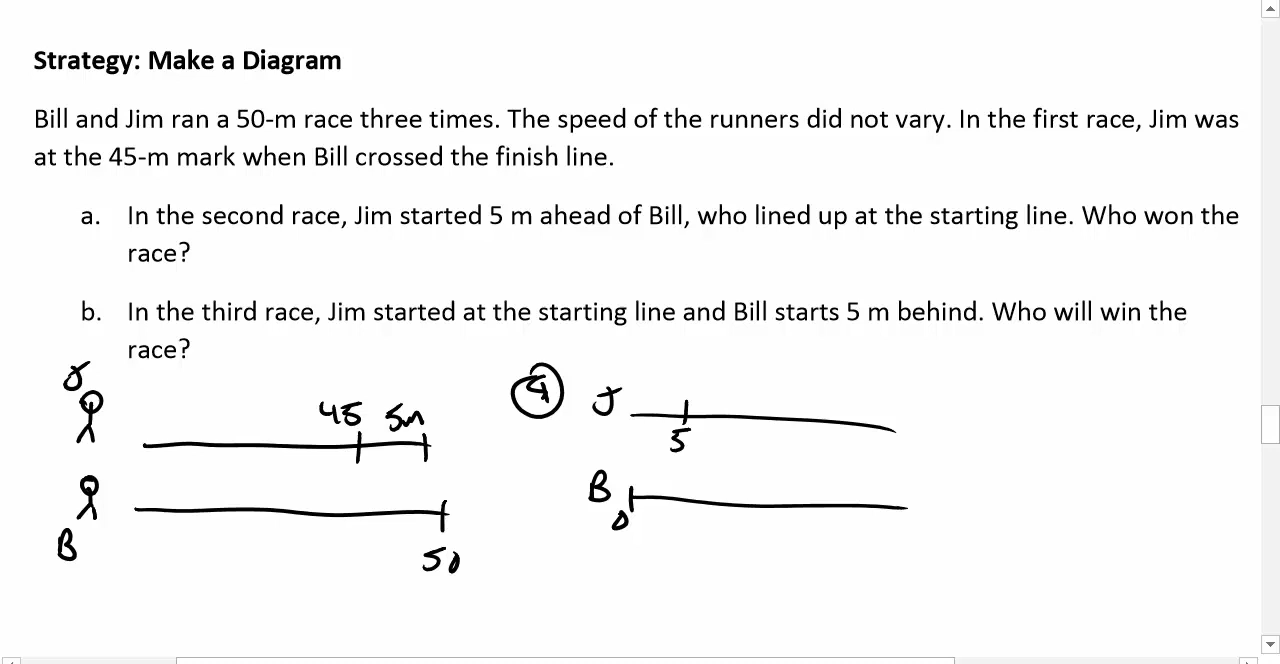 Strategy: Make a Diagram
Bill and Jim ran a 50-m race three times. The speed of the runners did not vary. In the first race, Jim was
at the 45-m mark when Bill crossed the finish line.
a. In the second race, Jim started 5 m ahead of Bill, who lined up at the starting line. Who won the
race?
b. In the third race, Jim started at the starting line and Bill starts 5 m behind. Who will win the
race?
J
45 5m
B
50
J
5
B
0